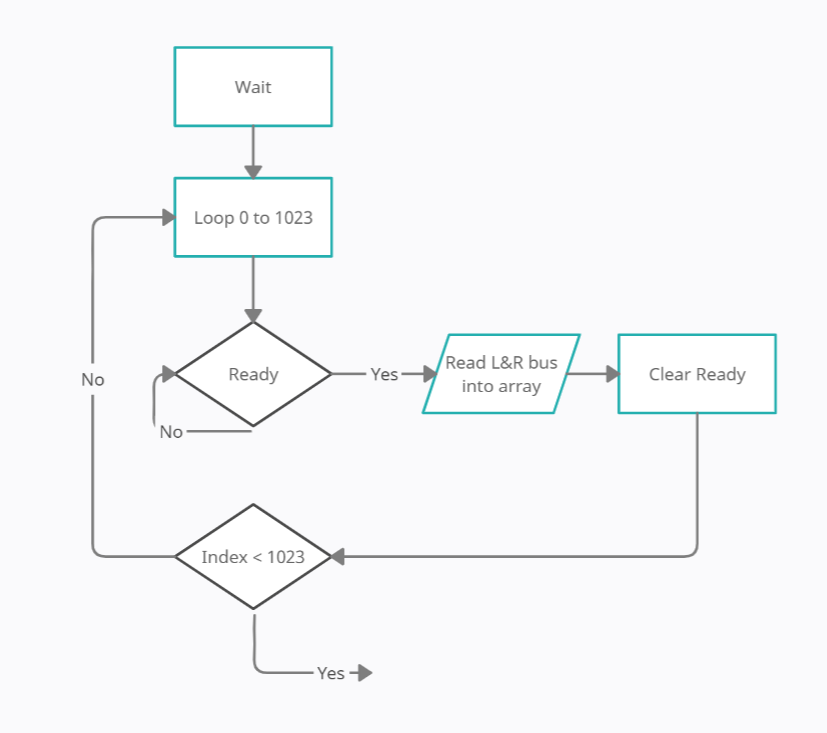 Wait
Loop 0 to 1023
Ready
Yes
Read L&R bus
into array
Clear Ready
No
No
Index < 1023
Yes